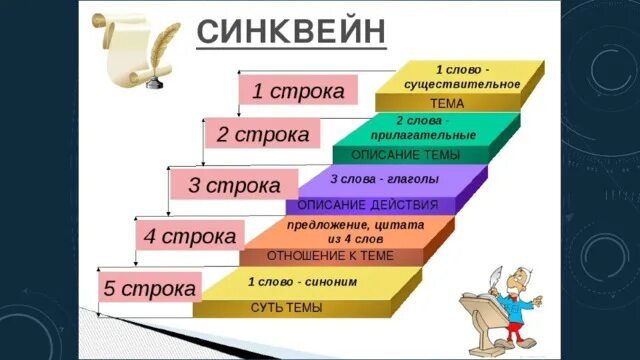 СИНКВЕЙН
1 строка
1 слово -
существительное
ТЕМА
2 строка
2 слова -
прилагательные
ОПИСАНИЕ ТЕМЫ
3 строка
3 слова - глаголы
ОПИСАНИЕ ДЕЙСТВИЯ
4 строка
предложение, цитата
из 4 слов
ОТНОШЕНИЕ К ТЕМЕ
5 строка
1 слово - синоним
СУТЬ ТЕМЫ